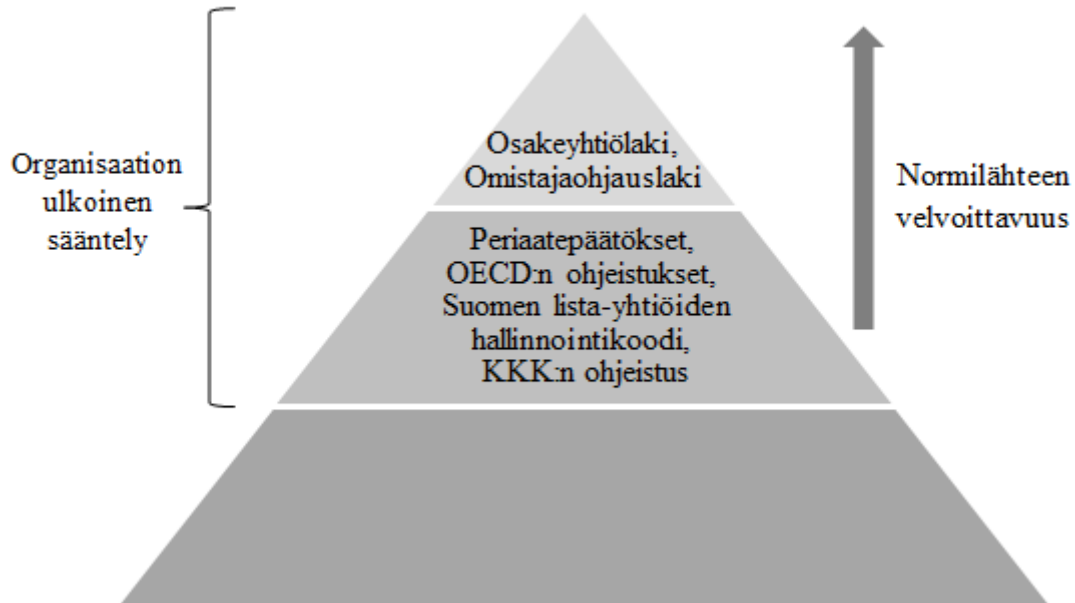 Organisaation
ulkoinen
sääntely
Osakeyhtiölaki,
Omistajaohjauslaki
Periaatepäätökset,
OECD:n ohjeistukset,
Suomen lista-yhtiöiden
hallinnointikoodi,
KKK:n ohjeistus
Normilähteen
velvoittavuus